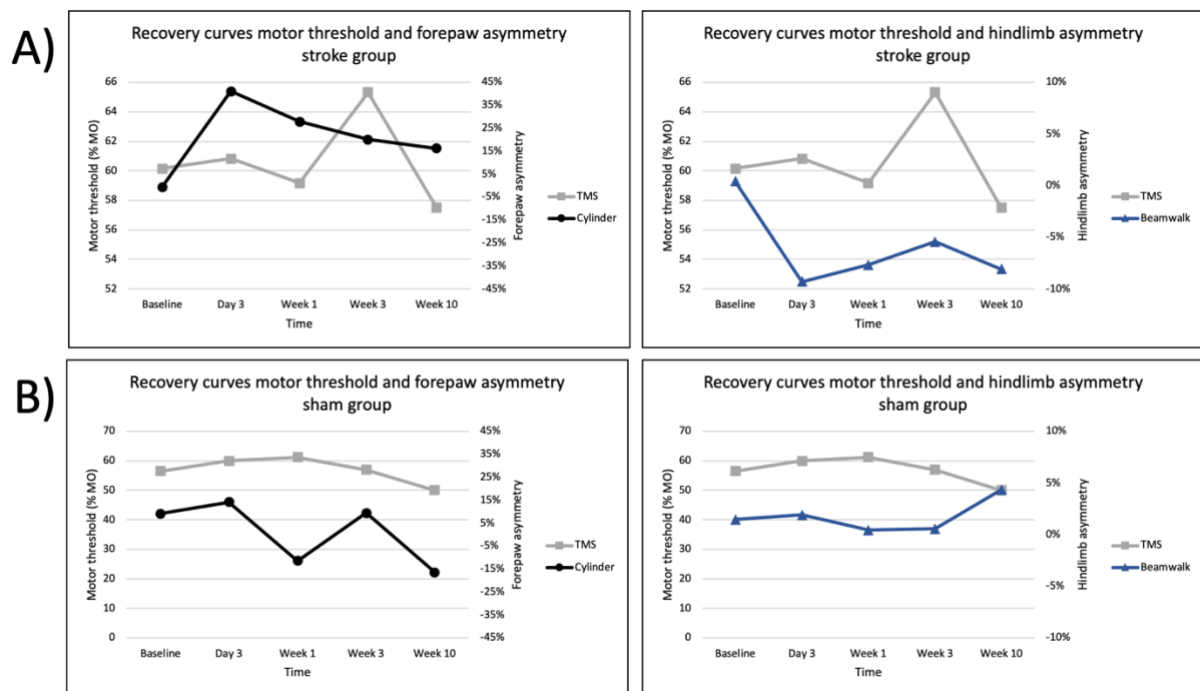 A)
Recovery curves motor threshold and forepaw asymmetry
stroke group
Motor threshold (% MO)
66
64
62
60
58
56
54
52
45%
35%
25%
15%
5%
-5%
-15%
-25%
-35%
-45%
Forepaw asymmetry
TMS
Cylinder
Baseline Day 3 Week 1 Week 3 Week 10
Time
Recovery curves motor threshold and hindlimb asymmetry
stroke group
Motor threshold (% MO)
66
64
62
60
58
56
54
52
10%
5%
0%
-5%
-10%
Hindlimb asymmetry
TMS
Beamwalk
Baseline Day 3 Week 1 Week 3 Week 10
Time
B)
Recovery curves motor threshold and forepaw asymmetry
sham group
Motor threshold (% MO)
70
60
50
40
30
20
10
0
45%
35%
25%
15%
5%
-5%
-15%
-25%
-35%
-45%
Forepaw asymmetry
TMS
Cylinder
Baseline Day 3 Week 1 Week 3 Week 10
Time
Recovery curves motor threshold and hindlimb asymmetry
sham group
Motor threshold (% MO)
70
60
50
40
30
20
10
0
10%
5%
0%
-5%
-10%
Hindlimb asymmetry
TMS
Beamwalk
Baseline Day 3 Week 1 Week 3 Week 10
Time